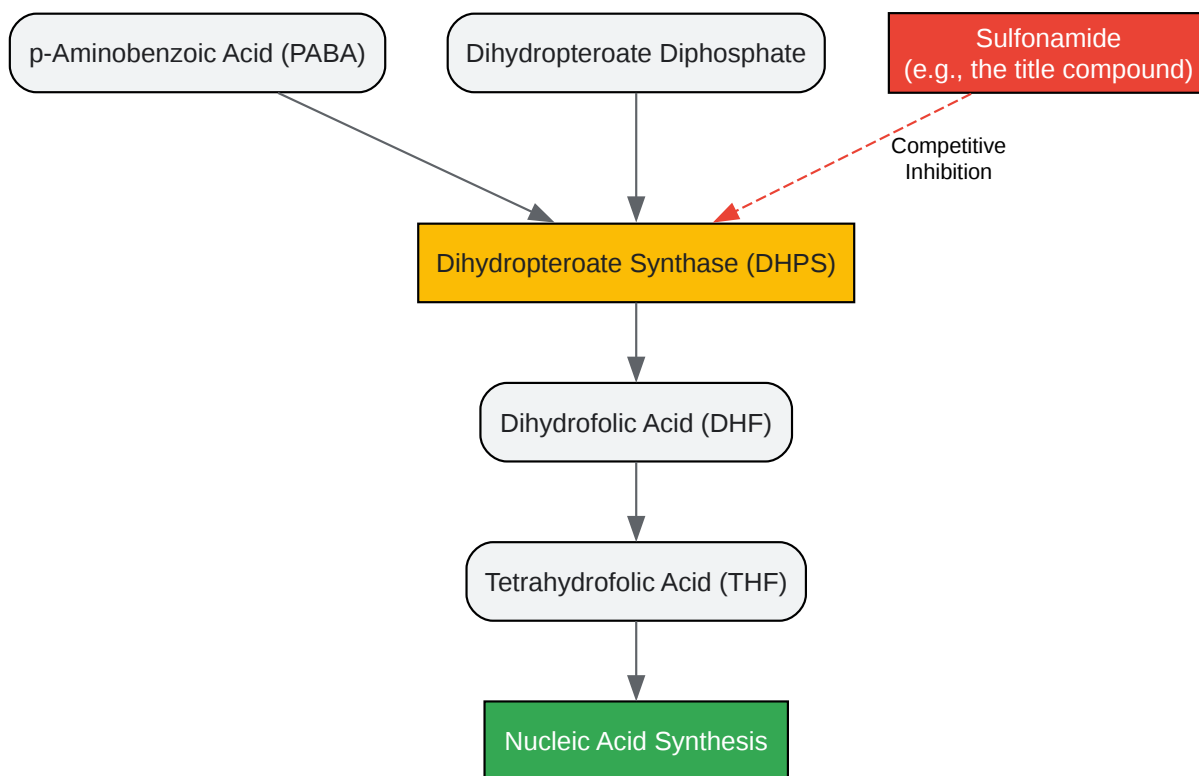 p-Aminobenzoic Acid (PABA)
Dihydropteroate Diphosphate
Sulfonamide
(e.g., the title compound)
Competitive
Inhibition
Dihydropteroate Synthase (DHPS)
Dihydrofolic Acid (DHF)
Tetrahydrofolic Acid (THF)
Nucleic Acid Synthesis